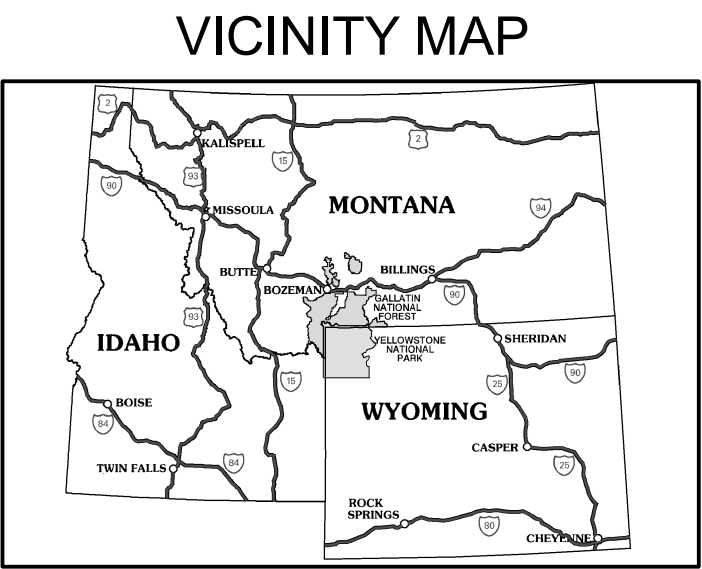 VICINITY MAP
2
KALISPELL
2
15
93
90
MISSOULA
MONTANA
94
BUTTE
BILLINGS
BOZEMAN
90
GALLATIN
NATIONAL
FOREST
93
IDAHO
YELLOWSTONE
NATIONAL
PARK
SHERIDAN
90
15
25
BOISE
84
WYOMING
CASPER
25
TWIN FALLS
84
ROCK
SPRINGS
80
CHEYENNE